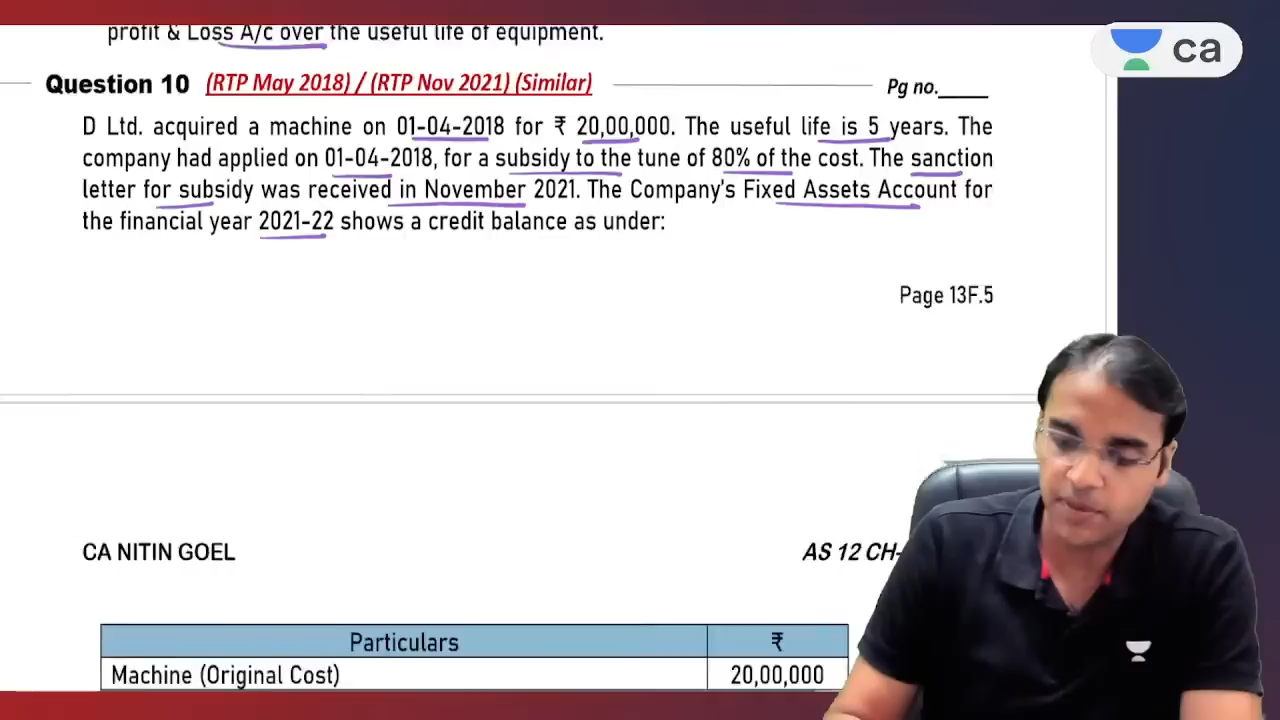 profit & Loss A/c over the useful life of equipment.
ca
Question 10 (RTP May 2018) / (RTP Nov 2021) (Similar) Pg no.____
D Ltd. acquired a machine on 01-04-2018 for ₹ 20,00,000. The useful life is 5 years. The
company had applied on 01-04-2018, for a subsidy to the tune of 80% of the cost. The sanction
letter for subsidy was received in November 2021. The Company's Fixed Assets Account for
the financial year 2021-22 shows a credit balance as under:
Page 13F.5
CA NITIN GOEL
AS 12 CH-
Particulars ₹
Machine (Original Cost) 20,00,000